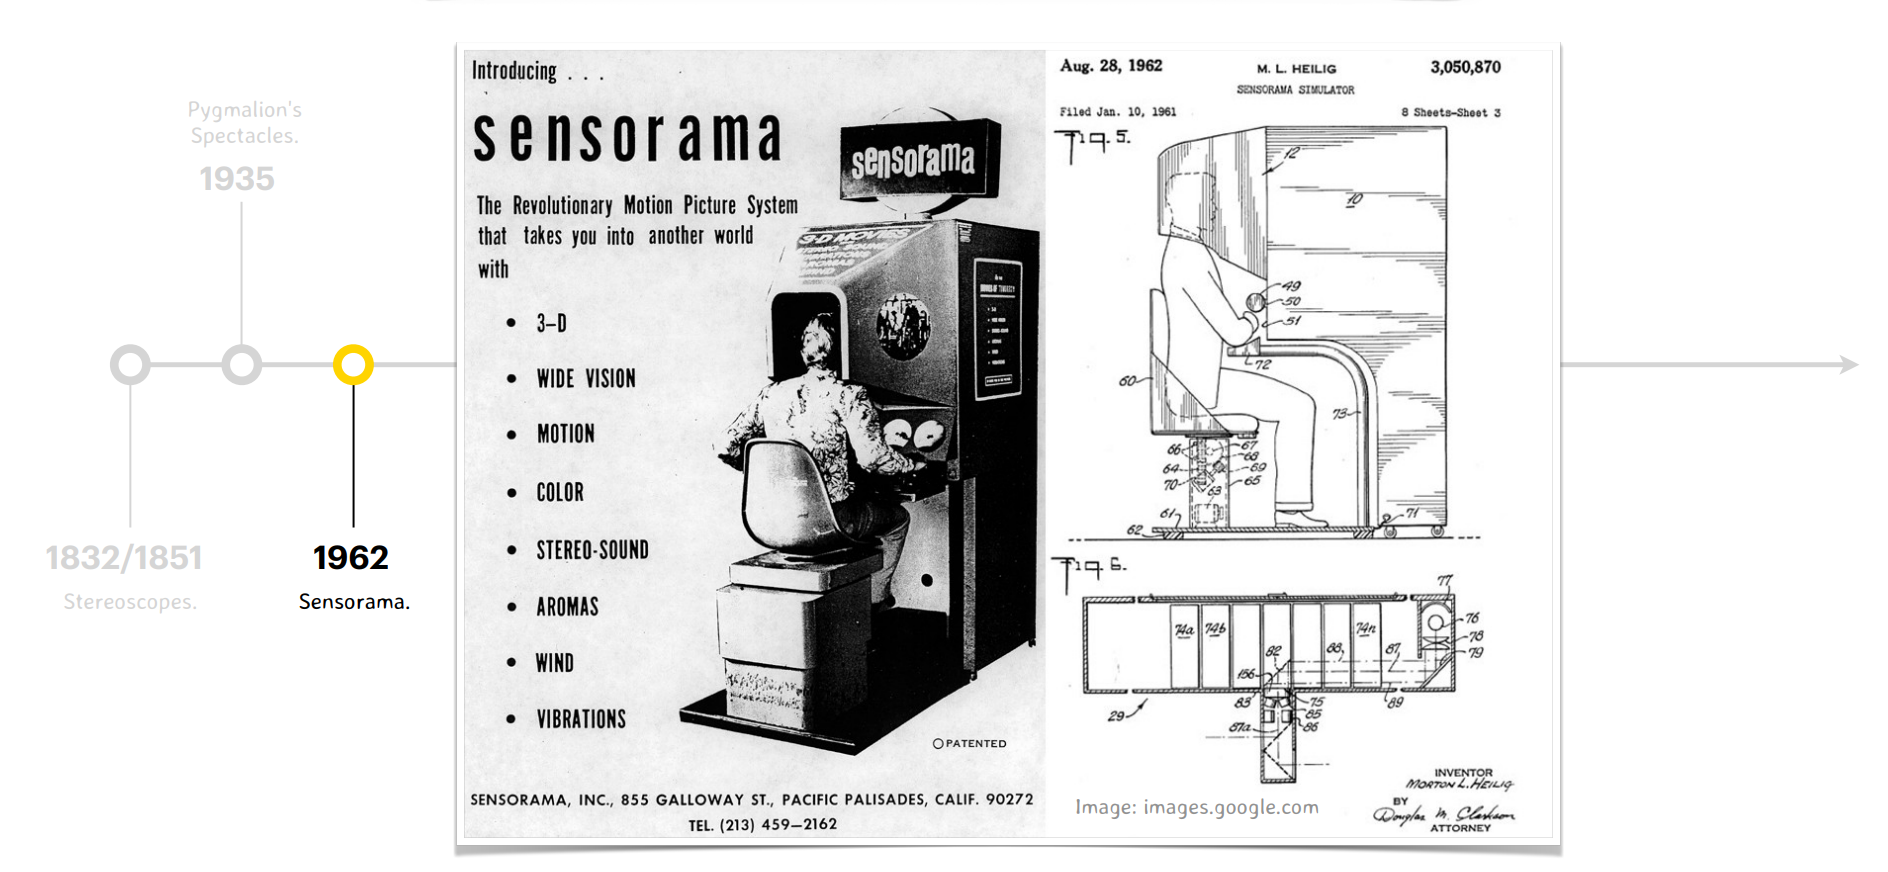 Pygmalion's
Spectacles.
1935
1832/1851
Stereoscopes.
1962
Sensorama.
Introducing . . .
sensorama
The Revolutionary Motion Picture System
that takes you into another world
with
• 3–D
• WIDE VISION
• MOTION
• COLOR
• STEREO-SOUND
• AROMAS
• WIND
• VIBRATIONS
sensorama
3-D MOVIES
PATENTED
SENSORAMA, INC., 855 GALLOWAY ST., PACIFIC PALISADES, CALIF. 90272
TEL. (213) 459–2162
Aug. 28, 1962
M. L. HEILIG
3,050,870
SENSORAMA SIMULATOR
Filed Jan. 10, 1961
8 Sheets-Sheet 3
Fig. 5.
12
10
49
50
51
72
60
73
66
67
68
64
69
70
65
63
61
71
62
Fig. 6.
77
74a
74b
74n
76
78
82
88
87
79
156
83
75
89
29
85
87a
86
INVENTOR
MORTON L. HEILIG
BY
Douglas M. Clarkson
ATTORNEY
Image: images.google.com